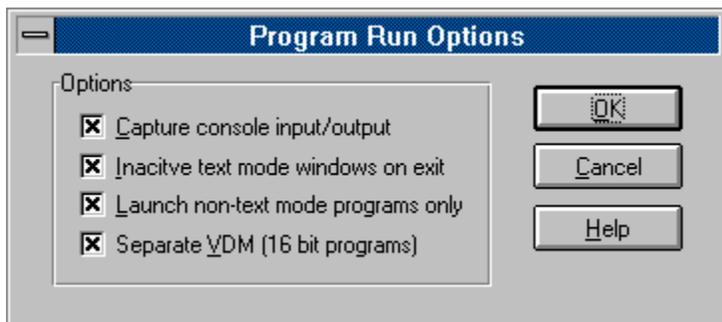 Program Run Options
Options
Capture console input/output
Inacitve text mode windows on exit
Launch non-text mode programs only
Separate VDM (16 bit programs)
OK
Cancel
Help